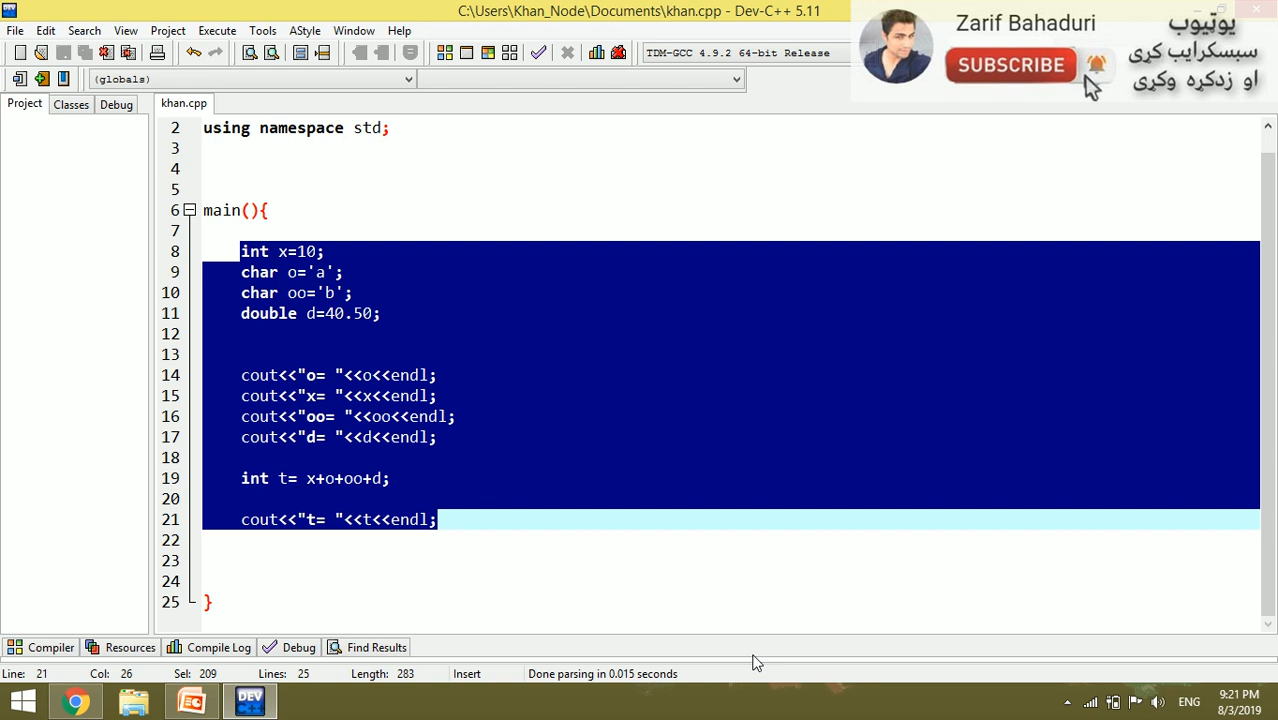 C:\Users\Khan_Node\Documents\khan.cpp - Dev-C++ 5.11
File Edit Search View Project Execute Tools AStyle Window Help
TDM-GCC 4.9.2 64-bit Release
(globals)
Zarif Bahaduri
SUBSCRIBE
یوټیوب
سبسکرایب کړی
او زدکړه وکړی
Project Classes Debug
khan.cpp
2 using namespace std;
3
4
5
6 main(){
7
8 int x=10;
9 char o='a';
10 char oo='b';
11 double d=40.50;
12
13
14 cout<<"o= "<<o<<endl;
15 cout<<"x= "<<x<<endl;
16 cout<<"oo= "<<oo<<endl;
17 cout<<"d= "<<d<<endl;
18
19 int t= x+o+oo+d;
20
21 cout<<"t= "<<t<<endl;
22
23
24
25 }
Compiler Resources Compile Log Debug Find Results
Line: 21 Col: 26 Sel: 209 Lines: 25 Length: 283 Insert Done parsing in 0.015 seconds
DEV
ENG
9:21 PM
8/3/2019